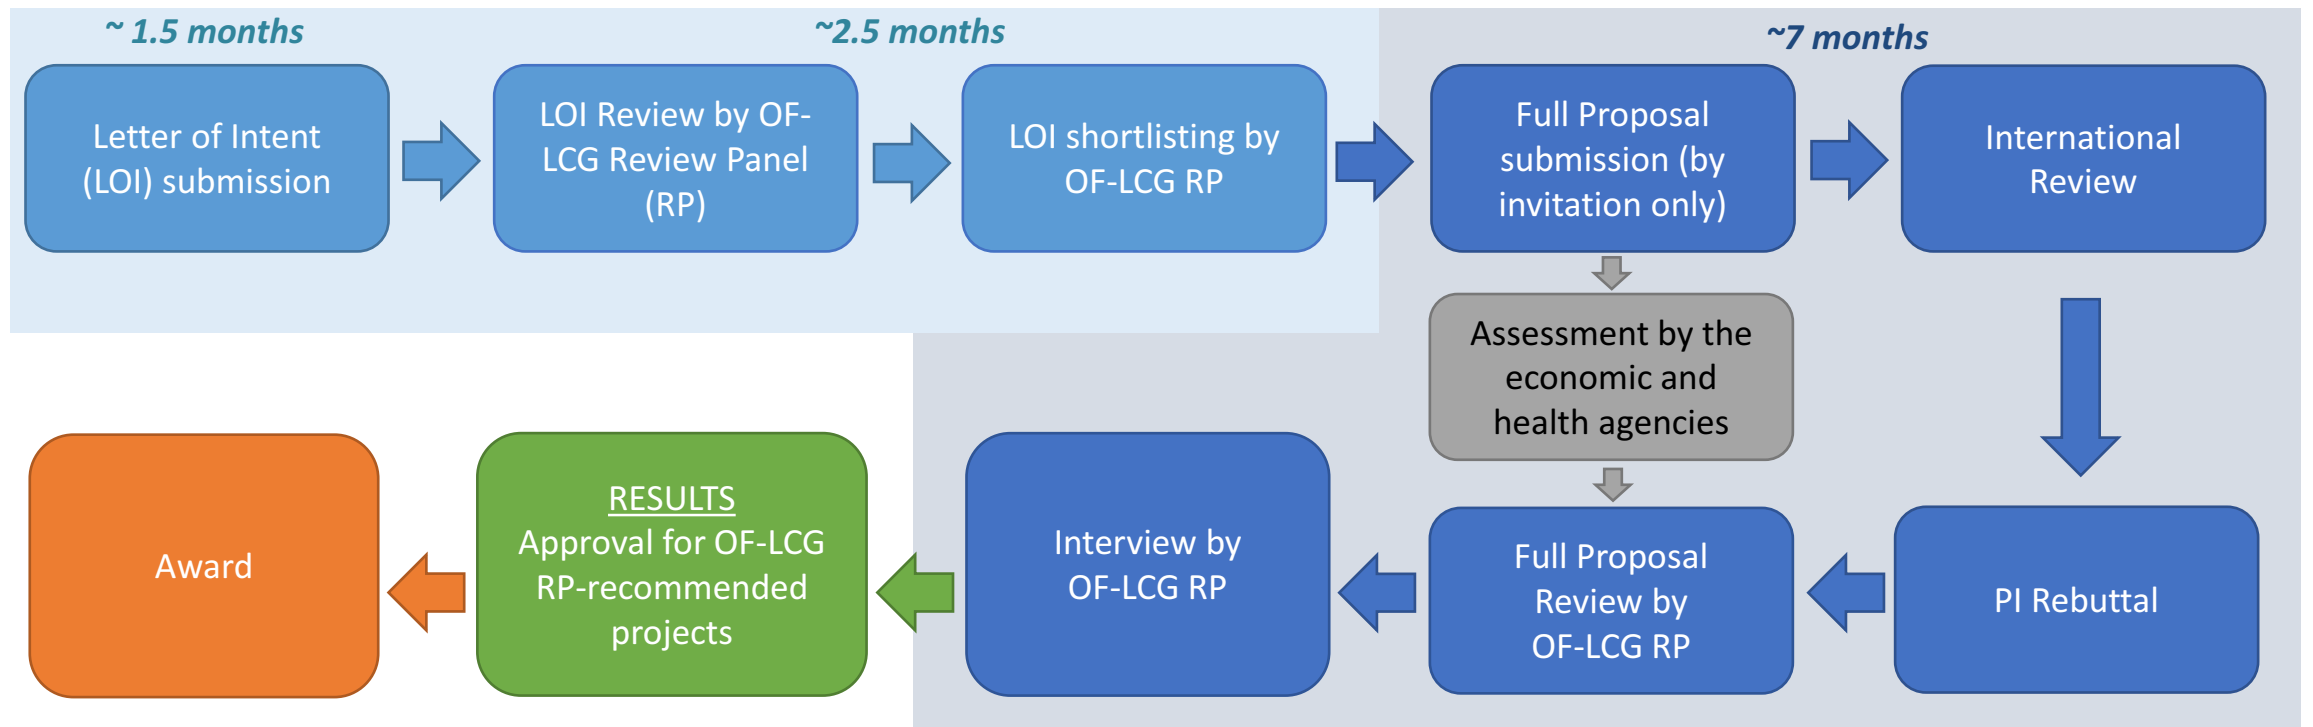 ~ 1.5 months
~2.5 months
~7 months
Letter of Intent
(LOI) submission
LOI Review by OF-
LCG Review Panel
(RP)
LOI shortlisting by
OF-LCG RP
Full Proposal
submission (by
invitation only)
International
Review
Assessment by the
economic and
health agencies
Award
RESULTS
Approval for OF-LCG
RP-recommended
projects
Interview by
OF-LCG RP
Full Proposal
Review by
OF-LCG RP
PI Rebuttal